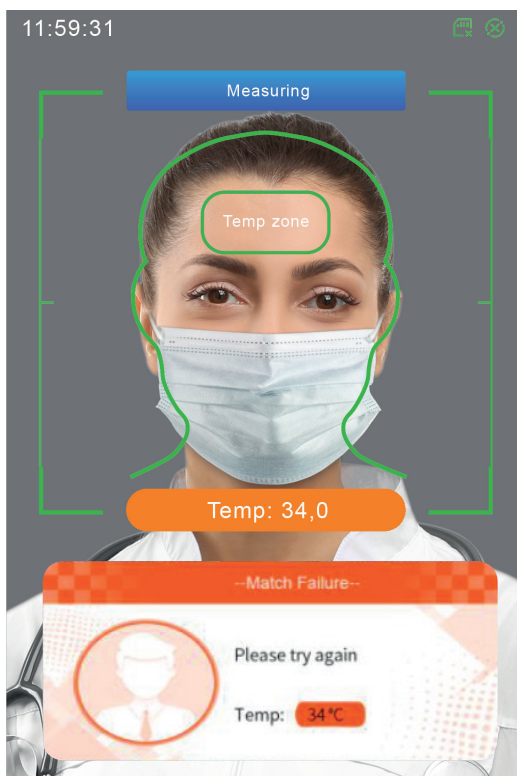 11:59:31
Measuring
Temp zone
Temp: 34,0
--Match Failure--
Please try again
Temp: 34°C